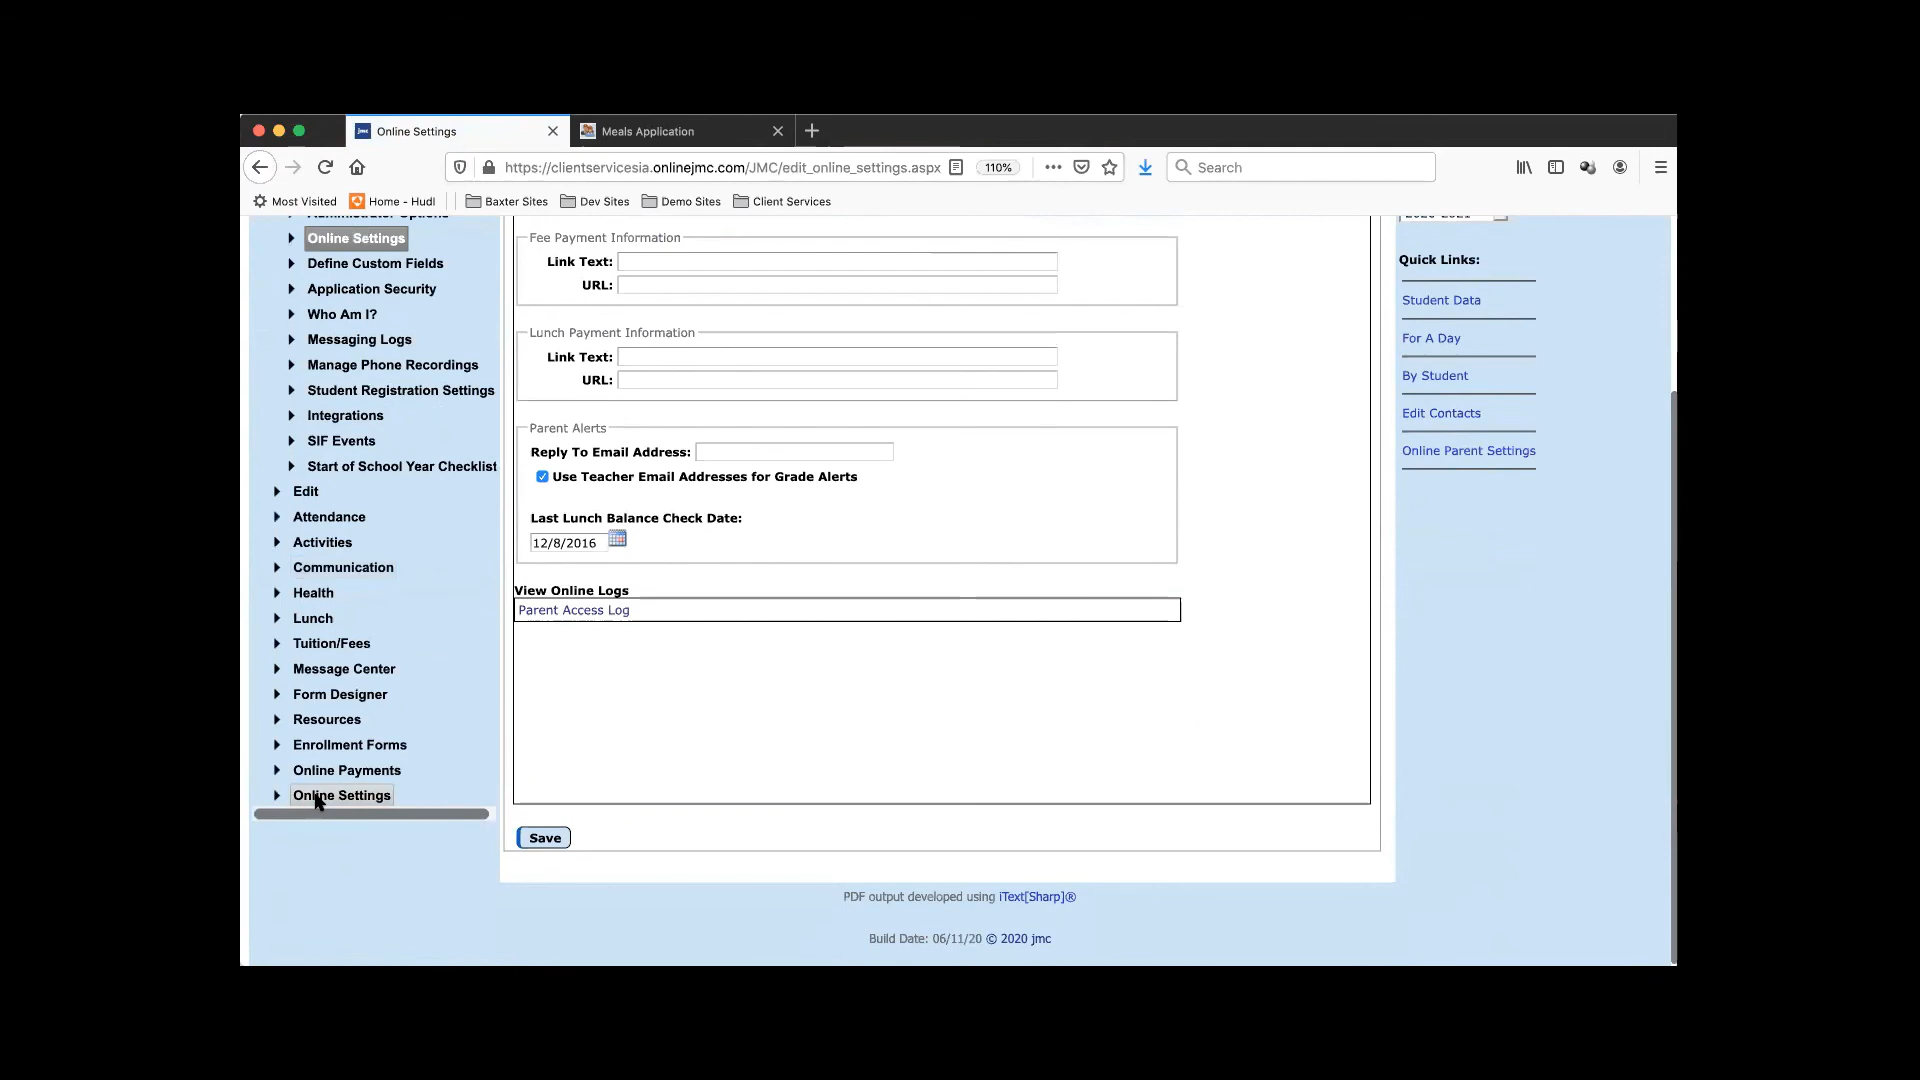 jmc Online Settings
Meals Application
https://clientservicesia.onlinejmc.com/JMC/edit_online_settings.aspx
110%
Search
Most Visited
Home - Hudl
Baxter Sites
Dev Sites
Demo Sites
Client Services
Administrator Options
Online Settings
Define Custom Fields
Application Security
Who Am I?
Messaging Logs
Manage Phone Recordings
Student Registration Settings
Integrations
SIF Events
Start of School Year Checklist
Edit
Attendance
Activities
Communication
Health
Lunch
Tuition/Fees
Message Center
Form Designer
Resources
Enrollment Forms
Online Payments
Online Settings
Fee Payment Information
Link Text:
URL:
Lunch Payment Information
Link Text:
URL:
Parent Alerts
Reply To Email Address:
Use Teacher Email Addresses for Grade Alerts
Last Lunch Balance Check Date:
12/8/2016
View Online Logs
Parent Access Log
Save
2020-2021
Quick Links:
Student Data
For A Day
By Student
Edit Contacts
Online Parent Settings
PDF output developed using iText[Sharp]®
Build Date: 06/11/20 © 2020 jmc